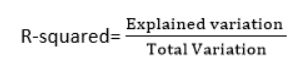 R-squared= Explained variation
Total Variation